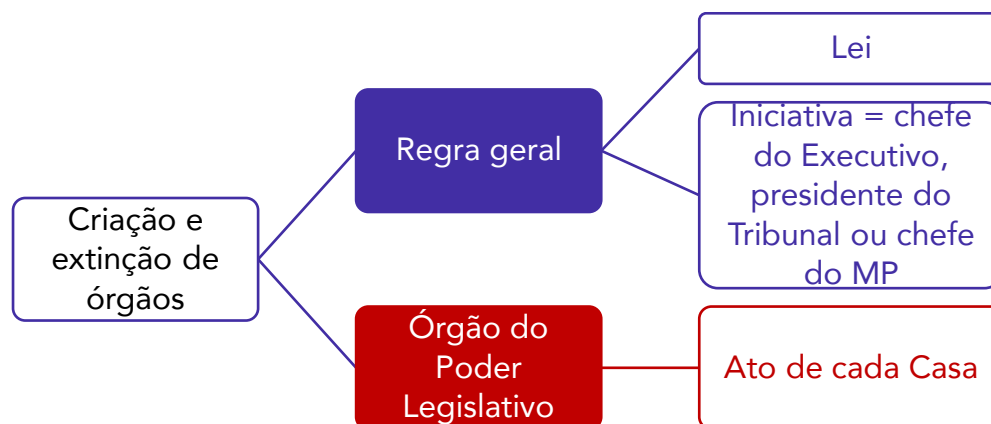 Criação e
extinção de
órgãos
Regra geral
Lei
Iniciativa = chefe
do Executivo,
presidente do
Tribunal ou chefe
do MP
Órgão do
Poder
Legislativo
Ato de cada Casa